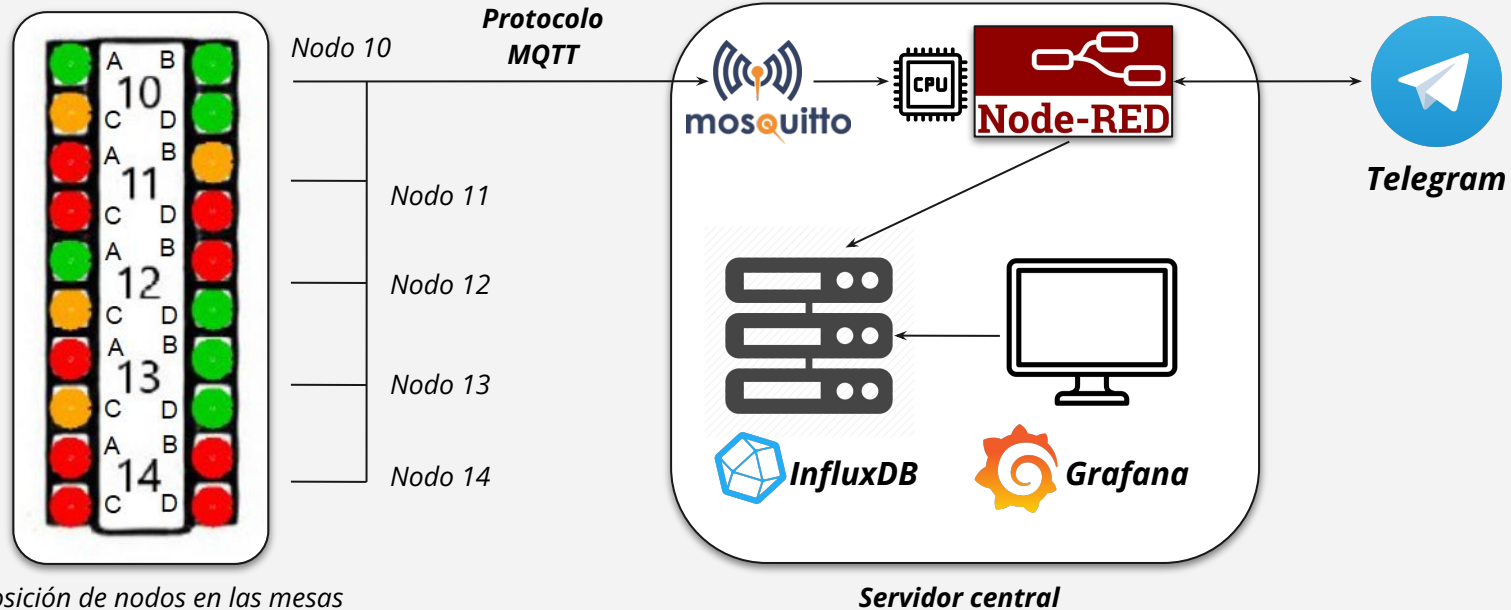 A B
10
C D
A B
11
C D
A B
12
C D
A B
13
C D
A B
14
C D
Nodo 10
Nodo 11
Nodo 12
Nodo 13
Nodo 14
Protocolo
MQTT
mosquitto
CPU
Node-RED
Telegram
InfluxDB
Grafana
de nodos en las mesas
Servidor central